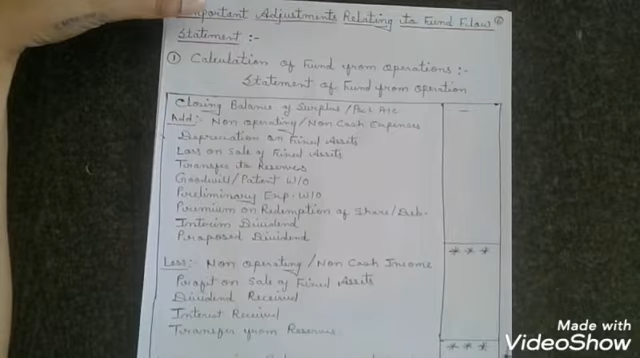 Important Adjustments Relating to Fund Flow
Statement :-
① Calculation of Fund from Operations :-
Statement of Fund from Operation
Closing Balance of Surplus / P&L A/c —
Add :- Non operating / Non Cash Expenses
Depreciation on Fixed Assets
Loss on Sale of Fixed Assets
Transfer to Reserves
Goodwill / Patent W/O
Preliminary Exp. W/O
Premium on Redemption of Share / Deb.
Interim Dividend
Proposed Dividend
* * *
Less :- Non operating / Non Cash Income
Profit on Sale of Fixed Assets
Dividend Received
Interest Received
Transfer from Reserve
* * *
Made with
VideoShow